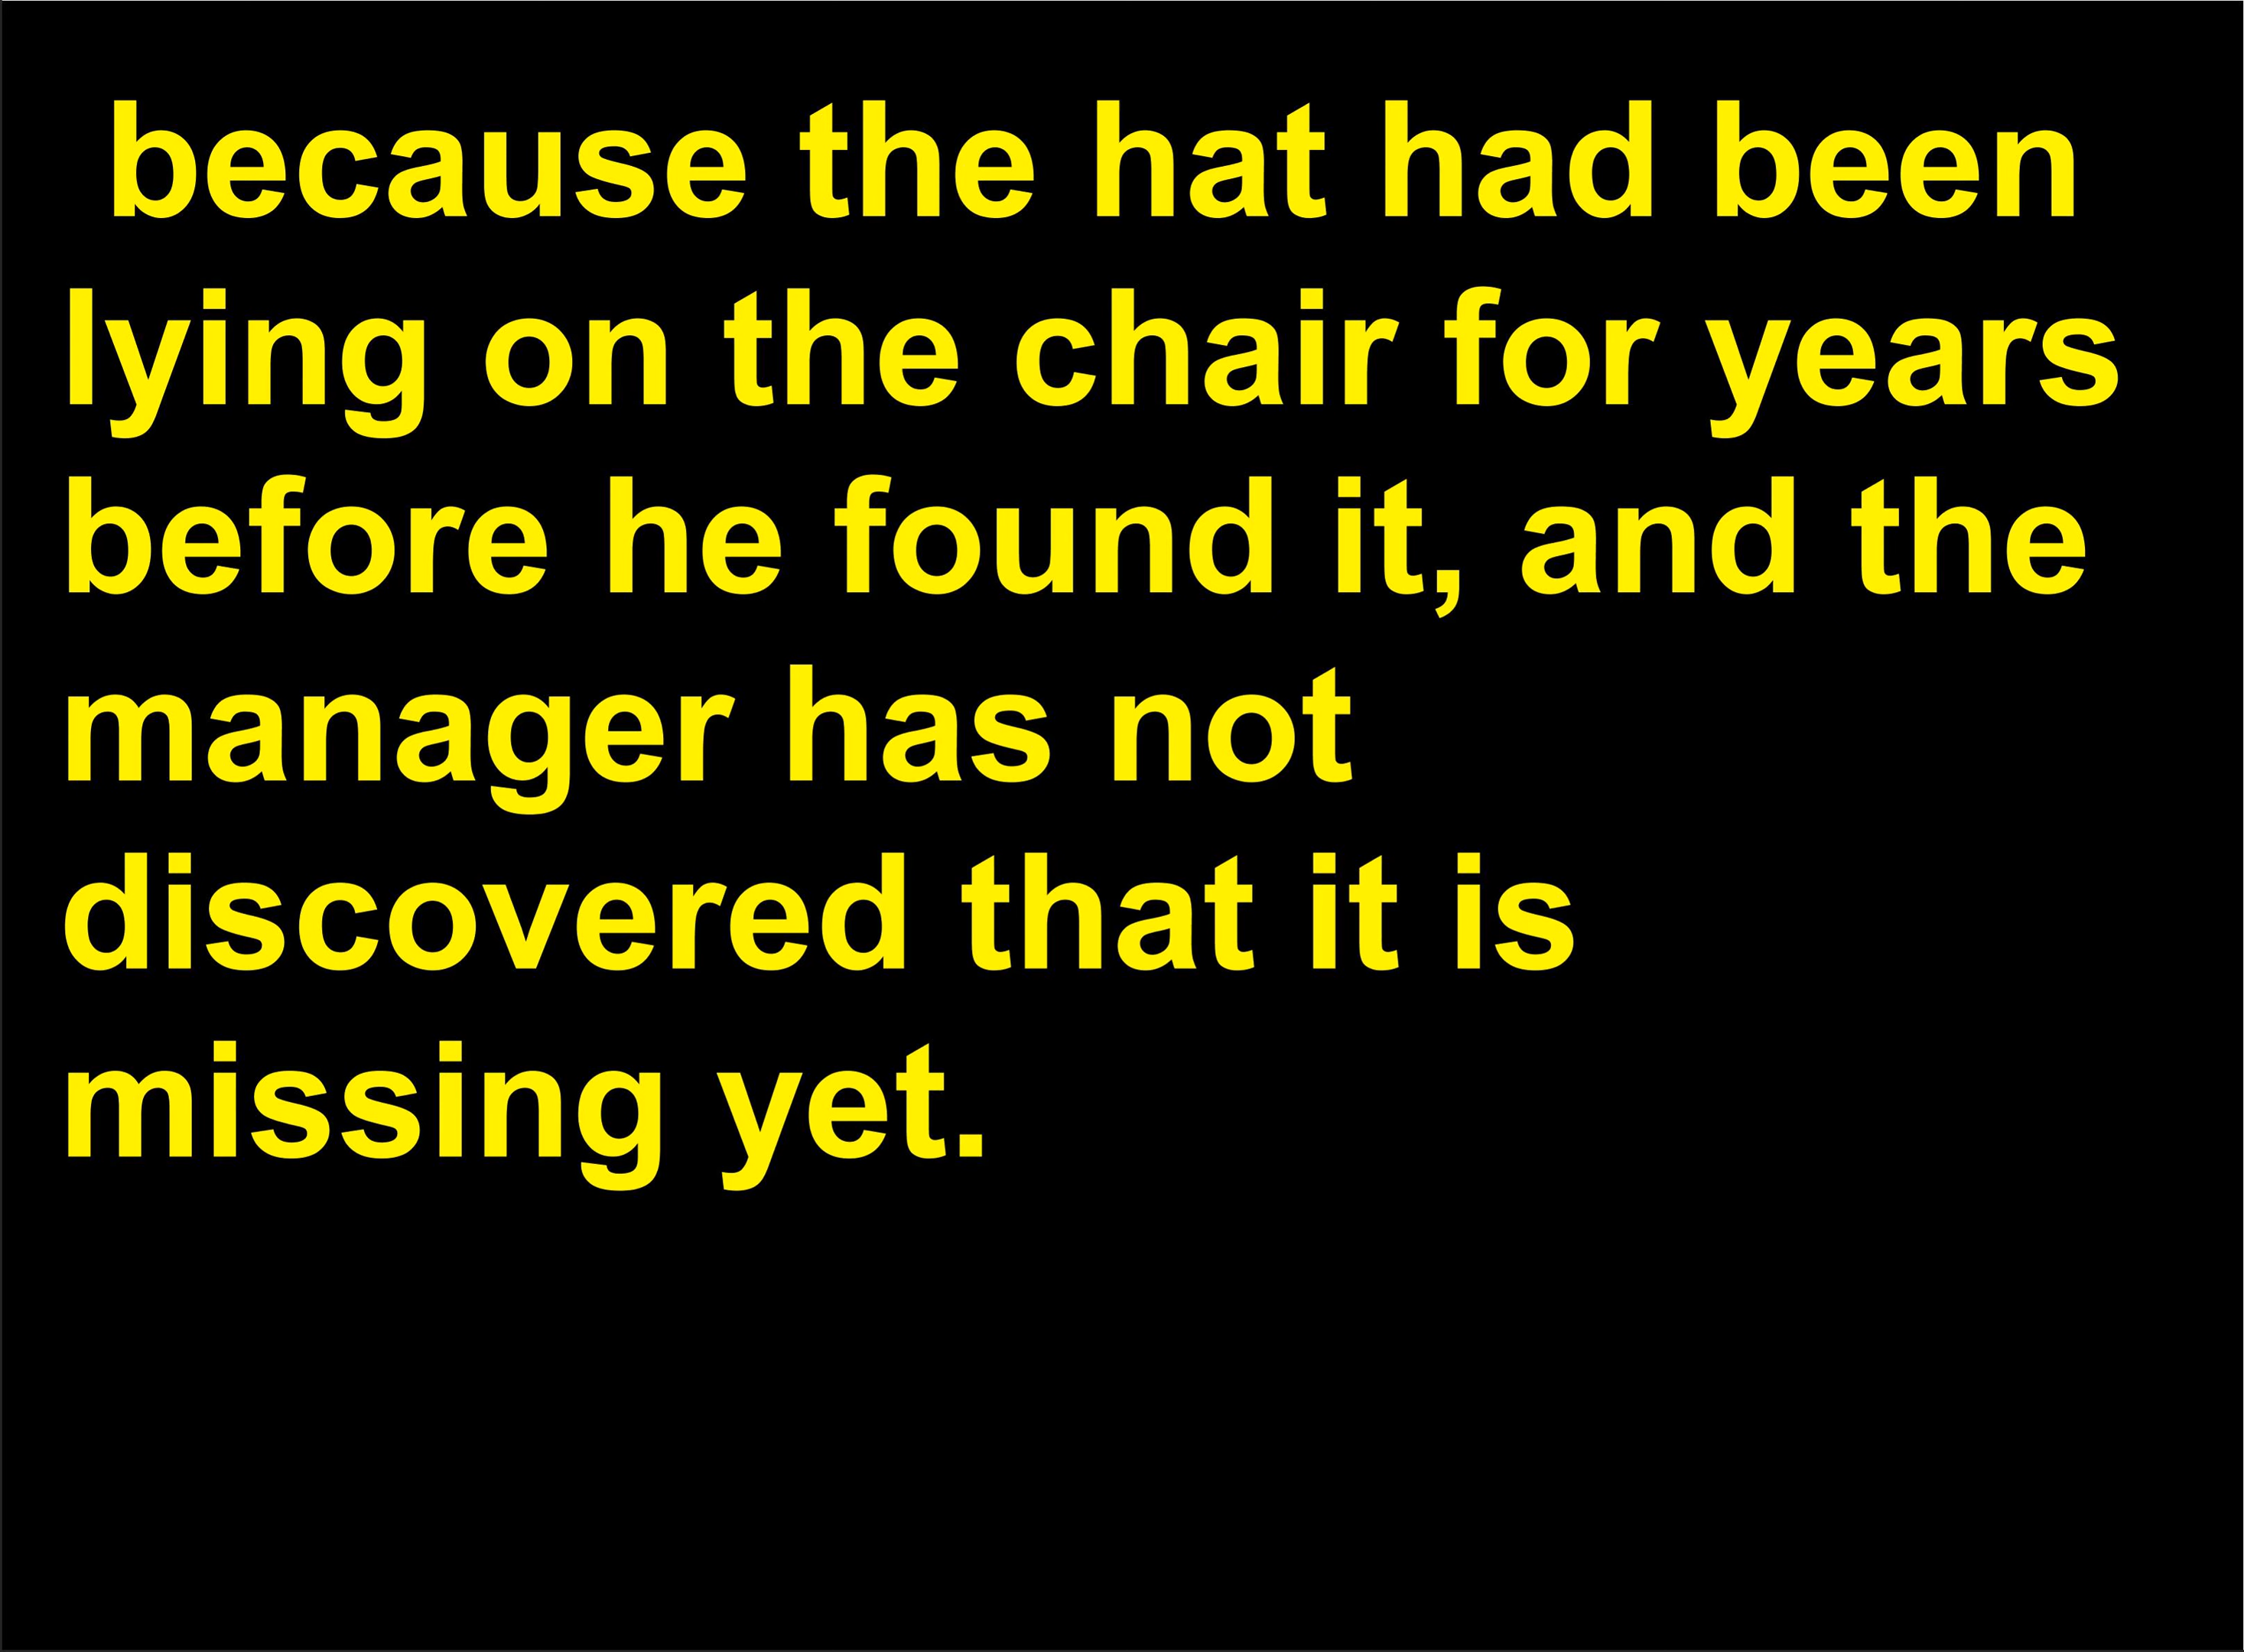 because the hat had been
lying on the chair for years
before he found it, and the
manager has not
discovered that it is
missing yet.